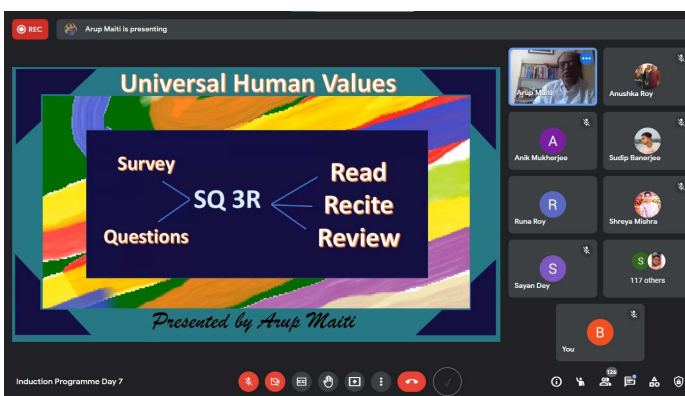 REC
Arup Maiti is presenting
Universal Human Values
Survey
Questions
SQ 3R
Read
Recite
Review
Presented by Arup Maiti
Arup Maiti
Anushka Roy
A
Anik Mukherjee
Sudip Banerjee
R
Runa Roy
Shreya Mishra
S
Sayan Dey
S
117 others
B
You
Induction Programme Day 7
CC
126